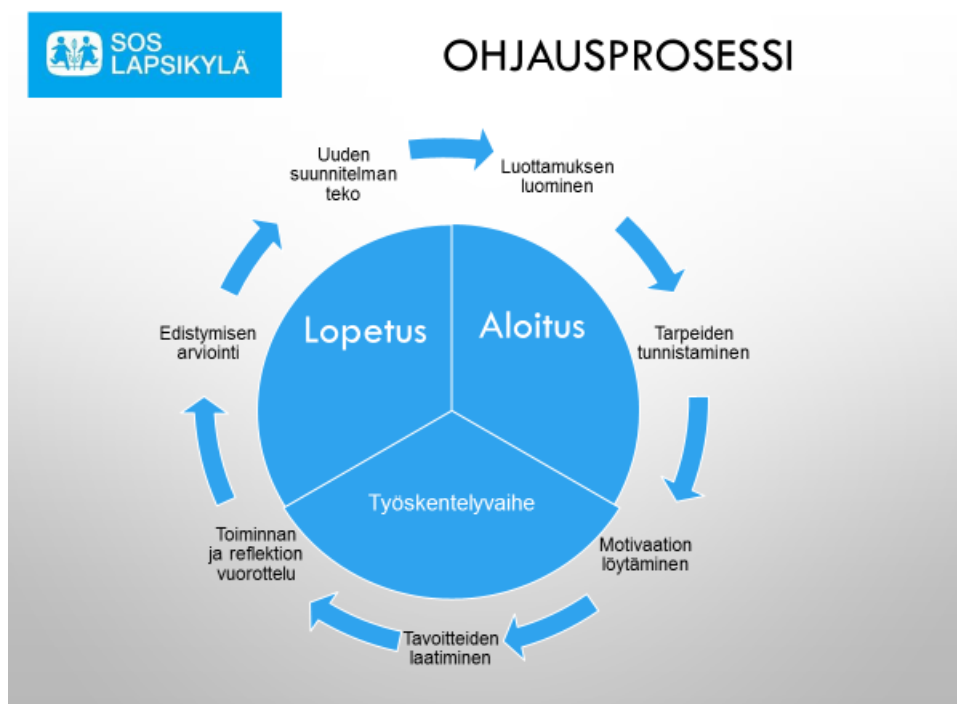 SOS
LAPSIKYLÄ
OHJAUSPROSESSI
Luottamuksen
luominen
Tarpeiden
tunnistaminen
Motivaation
löytäminen
Tavoitteiden
laatiminen
Toiminnan
ja reflektion
vuorottelu
Edistymisen
arviointi
Uuden
suunnitelman
teko
Aloitus
Työskentelyvaihe
Lopetus